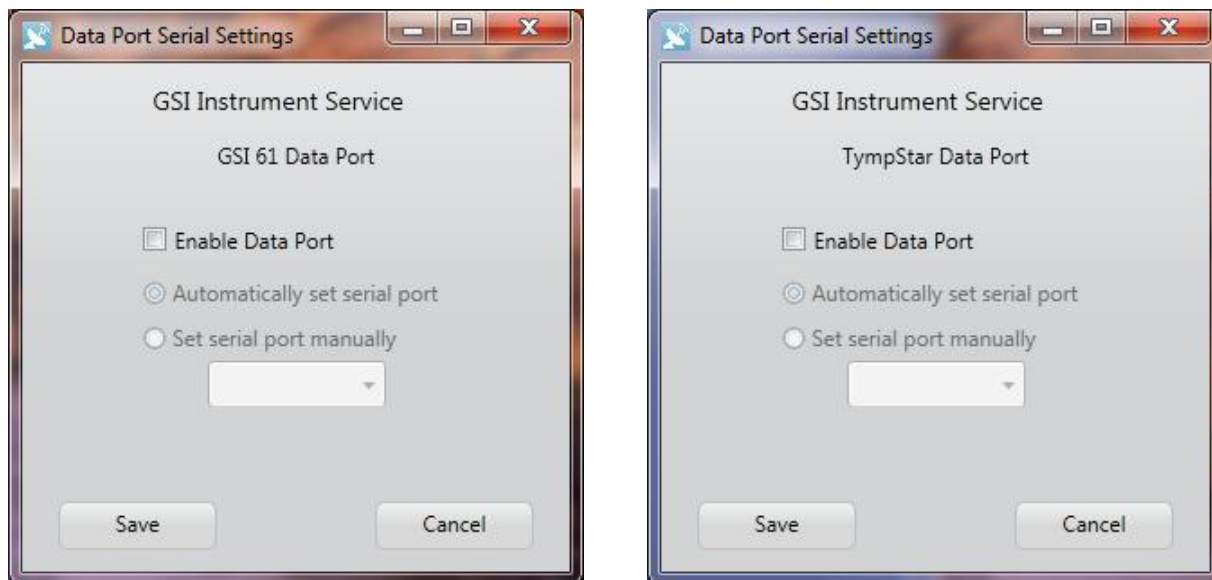 Data Port Serial Settings
GSI Instrument Service
GSI 61 Data Port
Enable Data Port
Automatically set serial port
Set serial port manually
Save
Cancel
Data Port Serial Settings
GSI Instrument Service
TympStar Data Port
Enable Data Port
Automatically set serial port
Set serial port manually
Save
Cancel